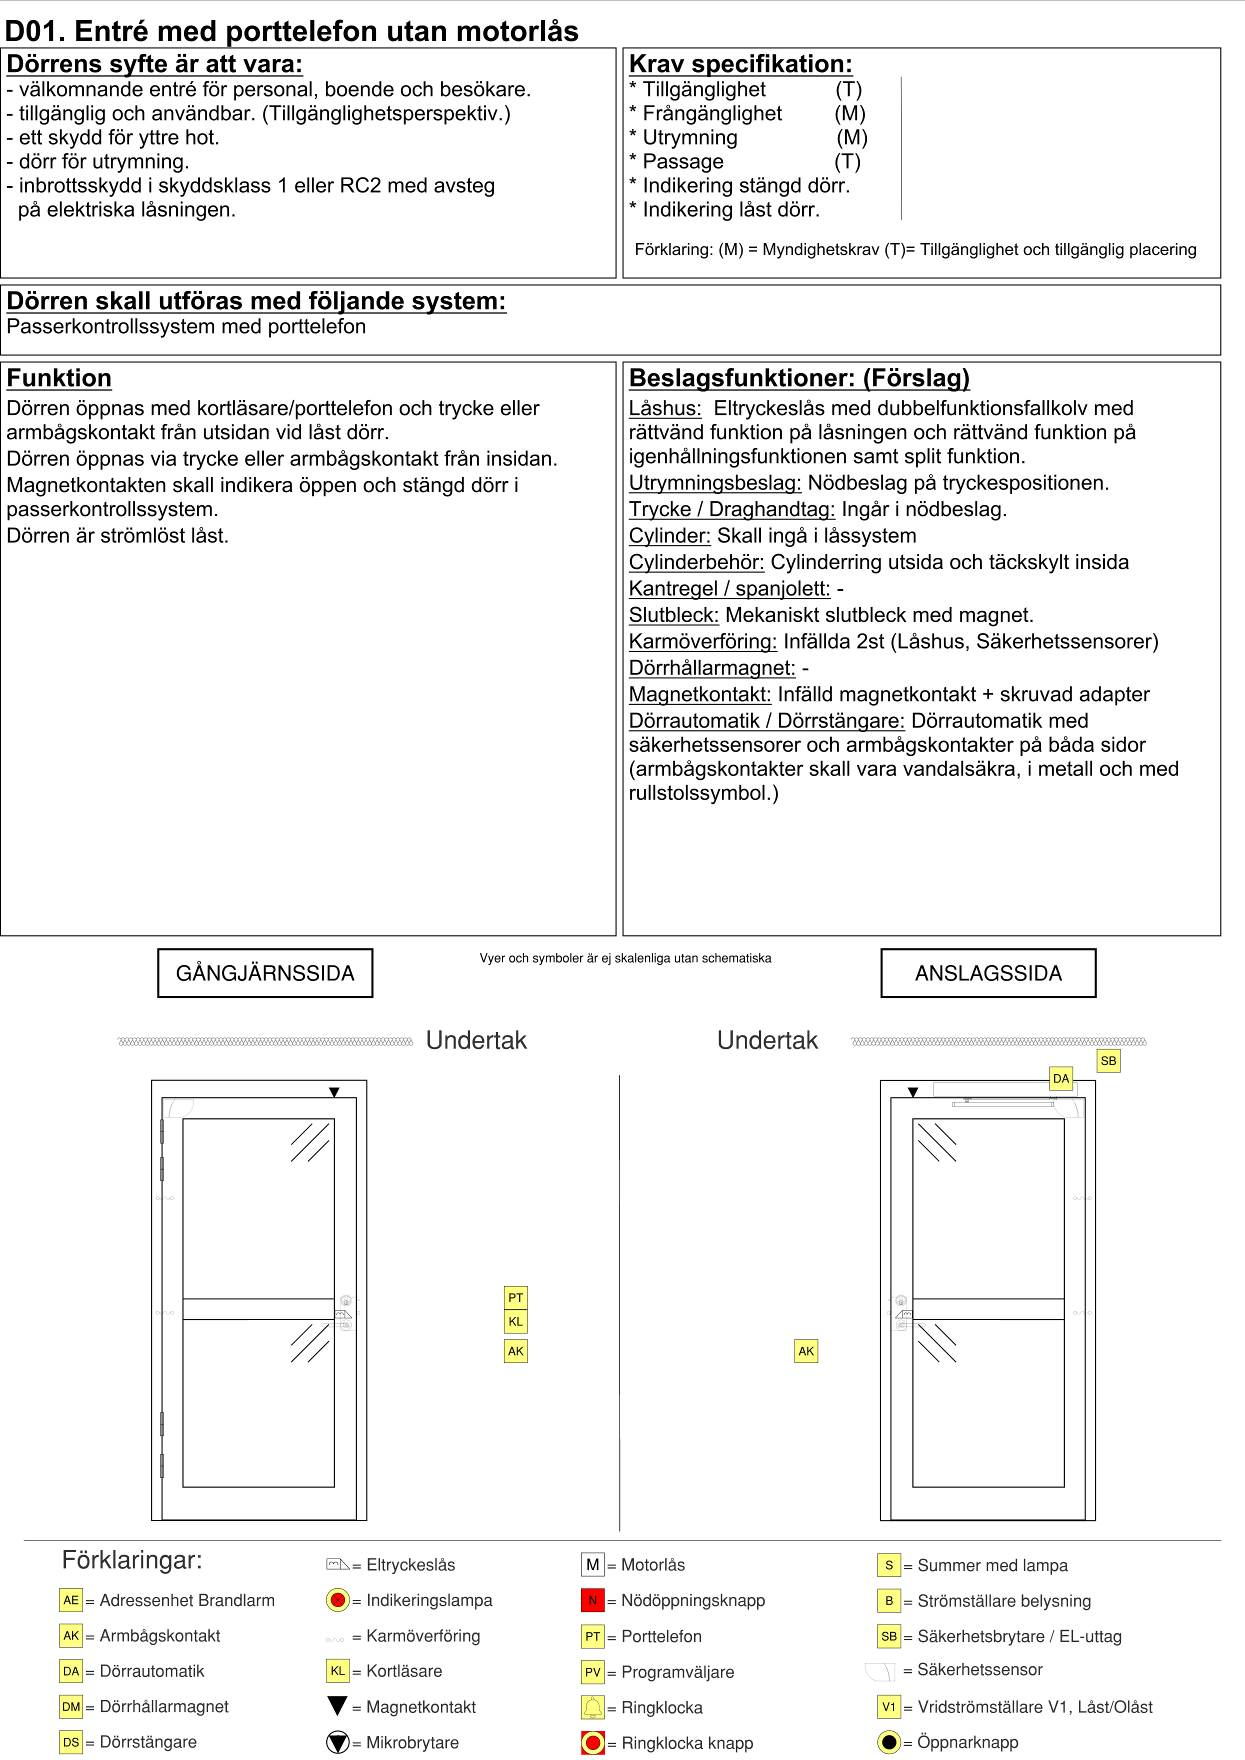 D01. Entré med porttelefon utan motorlås
Dörrens syfte är att vara:
- välkomnande entré för personal, boende och besökare.
- tillgänglig och användbar. (Tillgänglighetsperspektiv.)
- ett skydd för yttre hot.
- dörr för utrymning.
- inbrottsskydd i skyddsklass 1 eller RC2 med avsteg
på elektriska låsningen.
Krav specifikation:
* Tillgänglighet (T)
* Frångänglighet (M)
* Utrymning (M)
* Passage (T)
* Indikering stängd dörr.
* Indikering låst dörr.
Förklaring: (M) = Myndighetskrav (T)= Tillgänglighet och tillgänglig placering
Dörren skall utföras med följande system:
Passerkontrollssystem med porttelefon
Funktion
Dörren öppnas med kortläsare/porttelefon och trycke eller
armbågskontakt från utsidan vid låst dörr.
Dörren öppnas via trycke eller armbågskontakt från insidan.
Magnetkontakten skall indikera öppen och stängd dörr i
passerkontrollssystem.
Dörren är strömlöst låst.
Beslagsfunktioner: (Förslag)
Låshus: Eltryckeslås med dubbelfunktionsfallkolv med
rättvänd funktion på låsningen och rättvänd funktion på
igenhållningsfunktionen samt split funktion.
Utrymningsbeslag: Nödbeslag på tryckespositionen.
Trycke / Draghandtag: Ingår i nödbeslag.
Cylinder: Skall ingå i låssystem
Cylinderbehör: Cylinderring utsida och täckskylt insida
Kantregel / spanjolett: -
Slutbleck: Mekaniskt slutbleck med magnet.
Karmöverföring: Infällda 2st (Låshus, Säkerhetssensorer)
Dörrhållarmagnet: -
Magnetkontakt: Infälld magnetkontakt + skruvad adapter
Dörrautomatik / Dörrstängare: Dörrautomatik med
säkerhetssensorer och armbågskontakter på båda sidor
(armbågskontakter skall vara vandalsäkra, i metall och med
rullstolssymbol.)
GÅNGJÄRNSSIDA
Vyer och symboler är ej skalenliga utan schematiska
ANSLAGSSIDA
Undertak
Undertak
SB
DA
PT
KL
AK
AK
Förklaringar:
AE = Adressenhet Brandlarm
AK = Armbågskontakt
DA = Dörrautomatik
DM = Dörrhållarmagnet
DS = Dörrstängare
= Eltryckeslås
= Indikeringslampa
= Karmöverföring
KL = Kortläsare
= Magnetkontakt
= Mikrobrytare
M = Motorlås
N = Nödöppningsknapp
PT = Porttelefon
PV = Programväljare
= Ringklocka
= Ringklocka knapp
S = Summer med lampa
B = Strömställare belysning
SB = Säkerhetsbrytare / EL-uttag
= Säkerhetssensor
V1 = Vridströmställare V1, Låst/Olåst
= Öppnarknapp